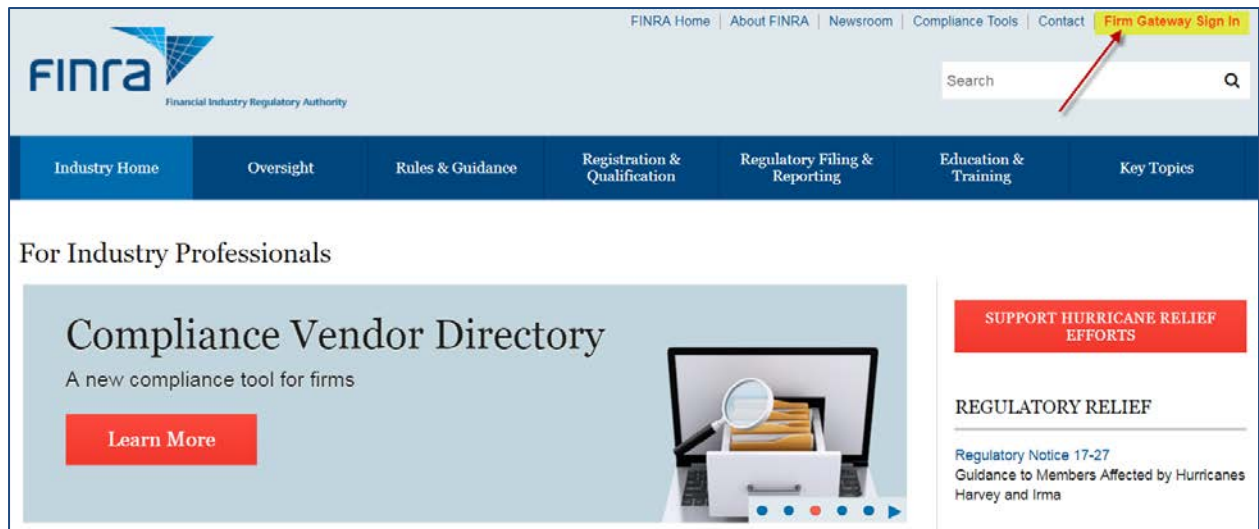 FINRA Home | About FINRA | Newsroom | Compliance Tools | Contact | Firm Gateway Sign In
Finra
Financial Industry Regulatory Authority
Search
Industry Home
Oversight
Rules & Guidance
Registration &
Qualification
Regulatory Filing &
Reporting
Education &
Training
Key Topics
For Industry Professionals
Compliance Vendor Directory
A new compliance tool for firms
Learn More
SUPPORT HURRICANE RELIEF
EFFORTS
REGULATORY RELIEF
Regulatory Notice 17-27
Guidance to Members Affected by Hurricanes
Harvey and Irma